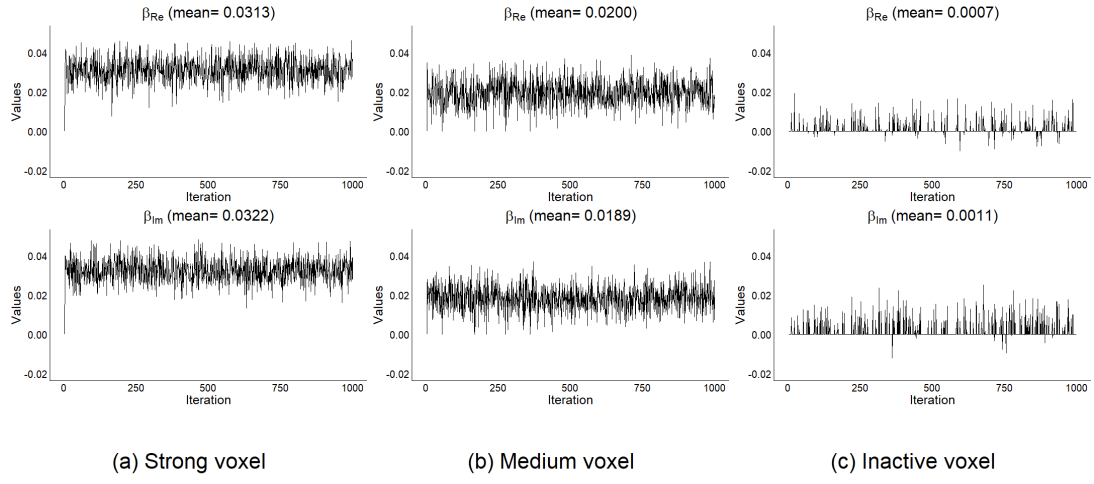 β_Re (mean= 0.0313)
Values
0.04
0.02
0.00
-0.02
0 250 500 750 1000
Iteration
β_Im (mean= 0.0322)
Values
0.04
0.02
0.00
-0.02
0 250 500 750 1000
Iteration
(a) Strong voxel
β_Re (mean= 0.0200)
Values
0.04
0.02
0.00
-0.02
0 250 500 750 1000
Iteration
β_Im (mean= 0.0189)
Values
0.04
0.02
0.00
-0.02
0 250 500 750 1000
Iteration
(b) Medium voxel
β_Re (mean= 0.0007)
Values
0.04
0.02
0.00
-0.02
0 250 500 750 1000
Iteration
β_Im (mean= 0.0011)
Values
0.04
0.02
0.00
-0.02
0 250 500 750 1000
Iteration
(c) Inactive voxel